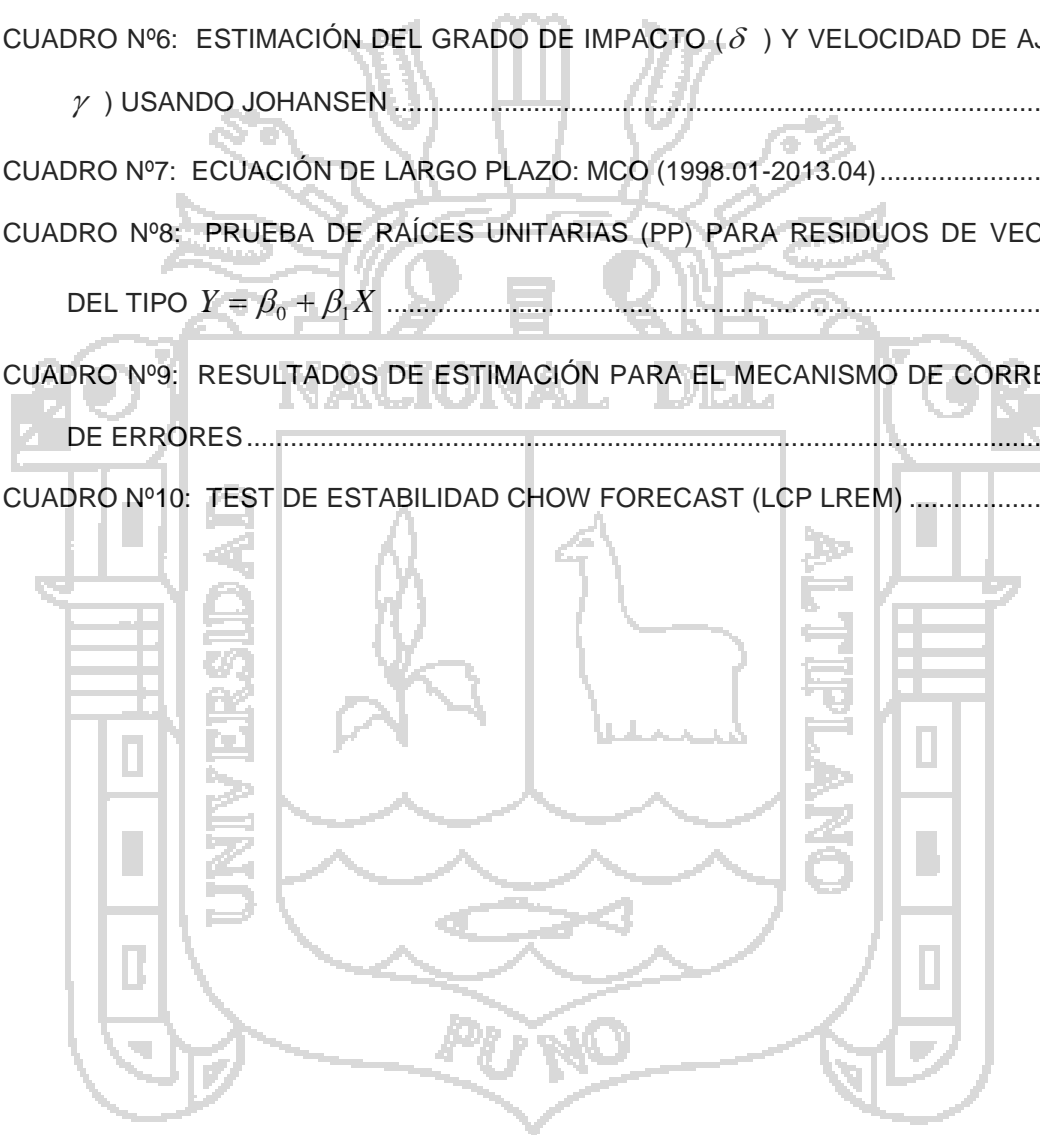 CUADRO Nº6: ESTIMACIÓN DEL GRADO DE IMPACTO ( δ ) Y VELOCIDAD DE
γ ) USANDO JOHANSEN ....................................................................................
CUADRO Nº7: ECUACIÓN DE LARGO PLAZO: MCO (1998.01-2013.04) .....................
CUADRO Nº8: PRUEBA DE RAÍCES UNITARIAS (PP) PARA RESIDUOS DE
DEL TIPO Y = β₀ + β₁X ....................................................................................
CUADRO Nº9: RESULTADOS DE ESTIMACIÓN PARA EL MECANISMO DE
DE ERRORES ....................................................................................
CUADRO Nº10: TEST DE ESTABILIDAD CHOW FORECAST (LCP LREM) .................
UNIVERSIDAD
NACIONAL DEL
ALTIPLANO
PUNO